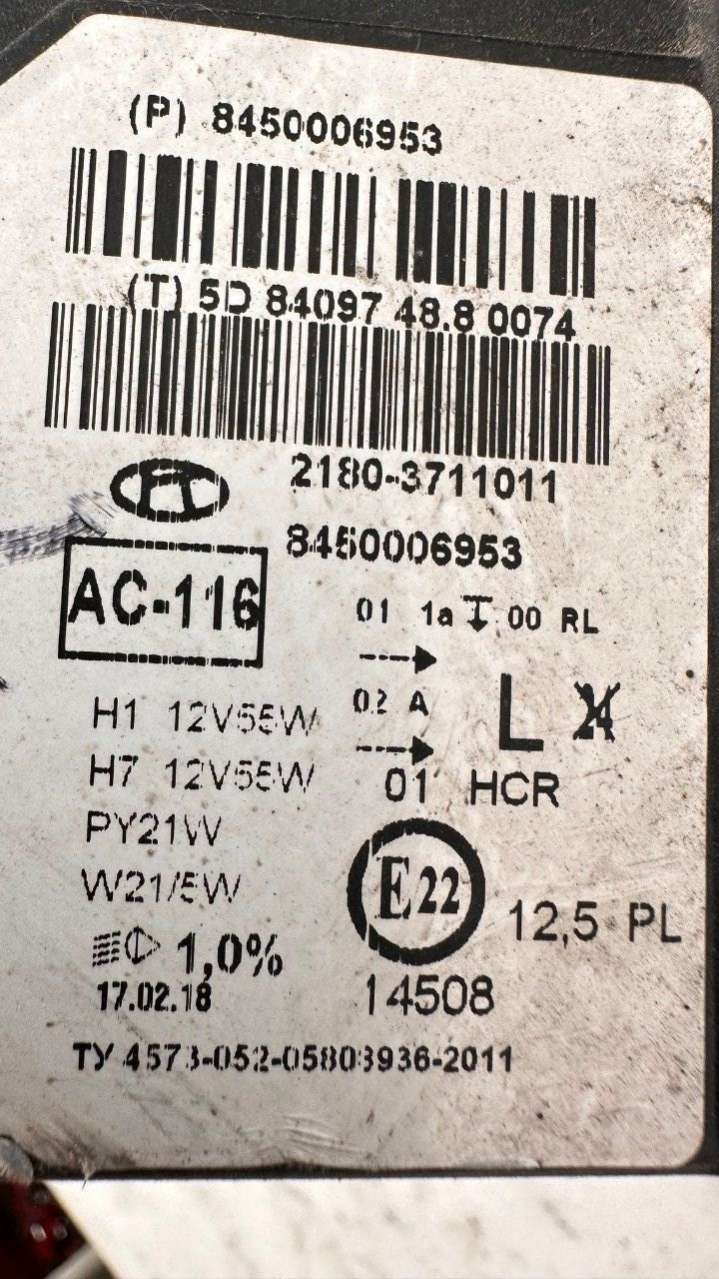 (P) 8450006953
(T) 5D 84097 48.8 0074
2180-3711011
8450006953
AC-116
01 1a 00 RL
02 A
L 24
H1 12V55W
H7 12V55W
01 HCR
PY21W
W21/5W
E22
12,5 PL
1,0%
17.02.18
14508
ТУ 4573-052-05808936-2011